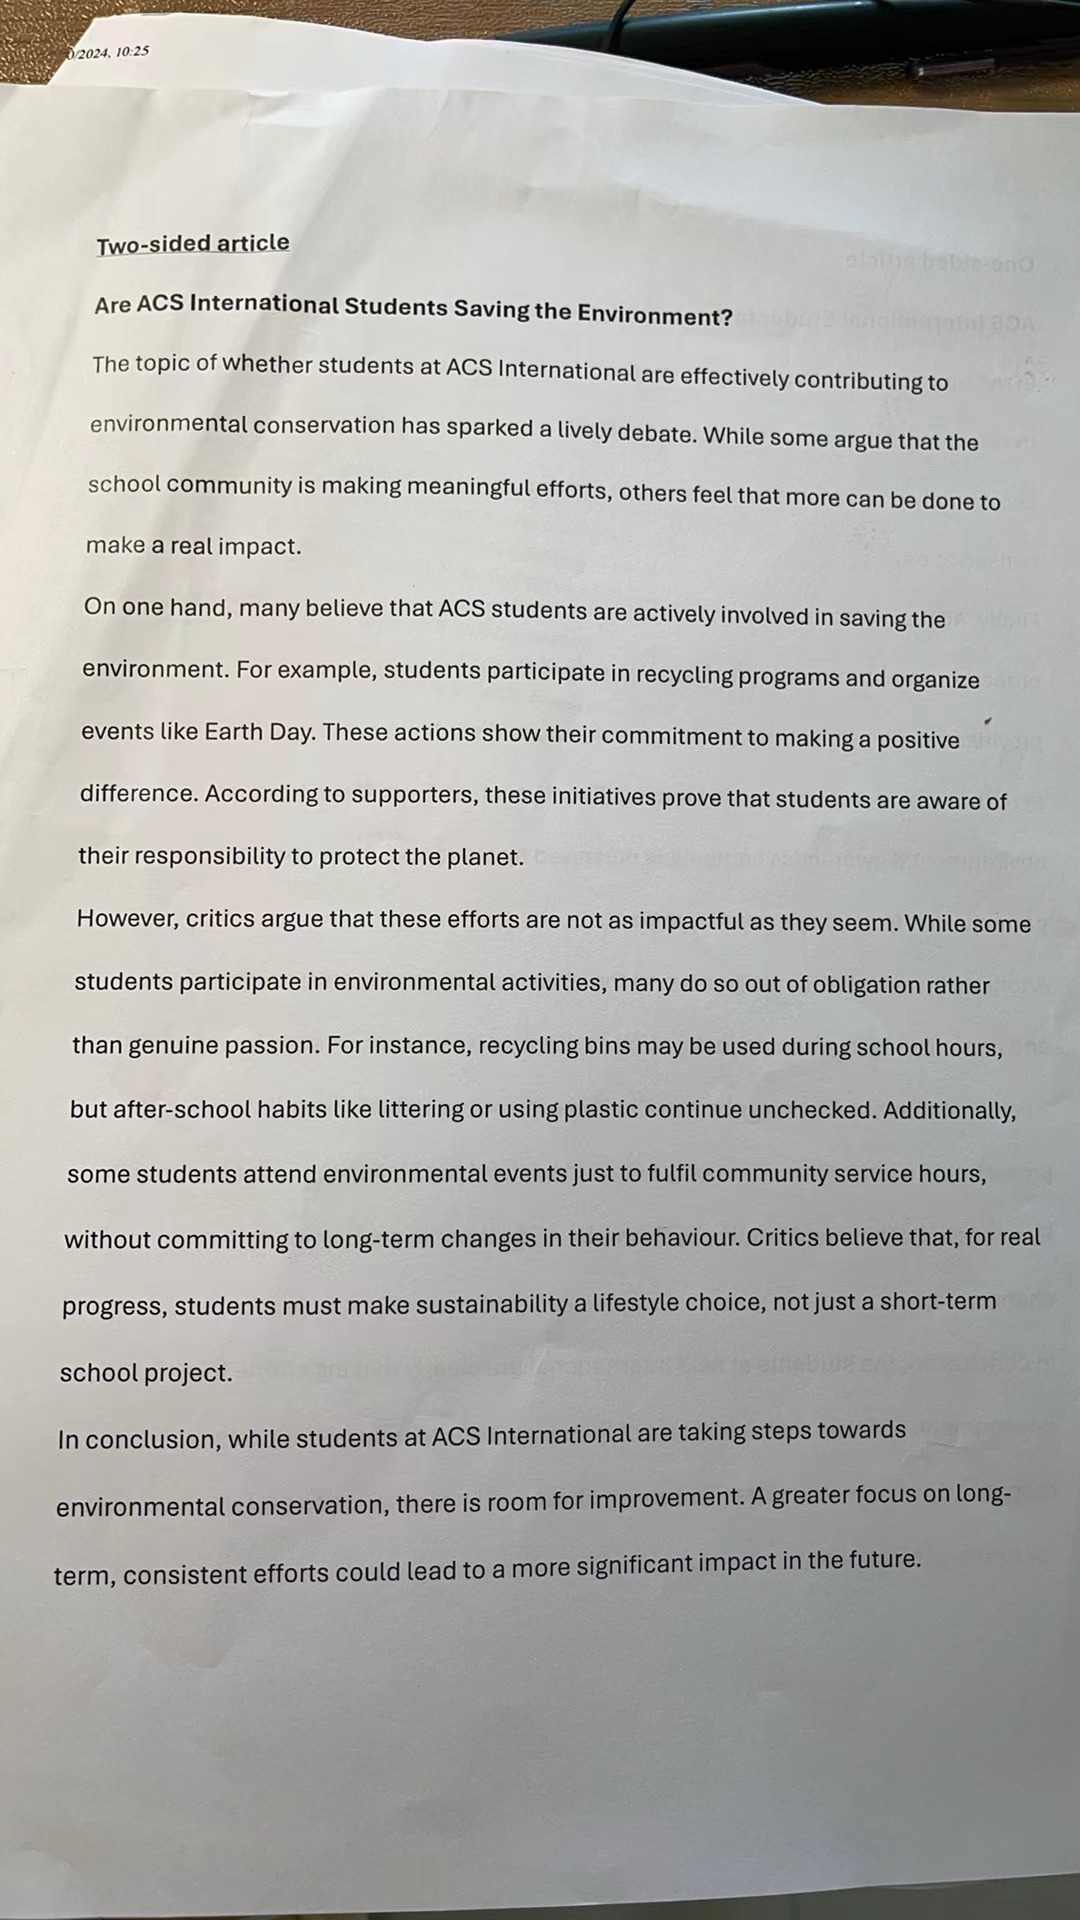 /2024, 10:25
Two-sided article
Are ACS International Students Saving the Environment?
The topic of whether students at ACS International are effectively contributing to
environmental conservation has sparked a lively debate. While some argue that the
school community is making meaningful efforts, others feel that more can be done to
make a real impact.
On one hand, many believe that ACS students are actively involved in saving the
environment. For example, students participate in recycling programs and organize
events like Earth Day. These actions show their commitment to making a positive
difference. According to supporters, these initiatives prove that students are aware of
their responsibility to protect the planet.
However, critics argue that these efforts are not as impactful as they seem. While some
students participate in environmental activities, many do so out of obligation rather
than genuine passion. For instance, recycling bins may be used during school hours,
but after-school habits like littering or using plastic continue unchecked. Additionally,
some students attend environmental events just to fulfil community service hours,
without committing to long-term changes in their behaviour. Critics believe that, for real
progress, students must make sustainability a lifestyle choice, not just a short-term
school project.
In conclusion, while students at ACS International are taking steps towards
environmental conservation, there is room for improvement. A greater focus on long-
term, consistent efforts could lead to a more significant impact in the future.